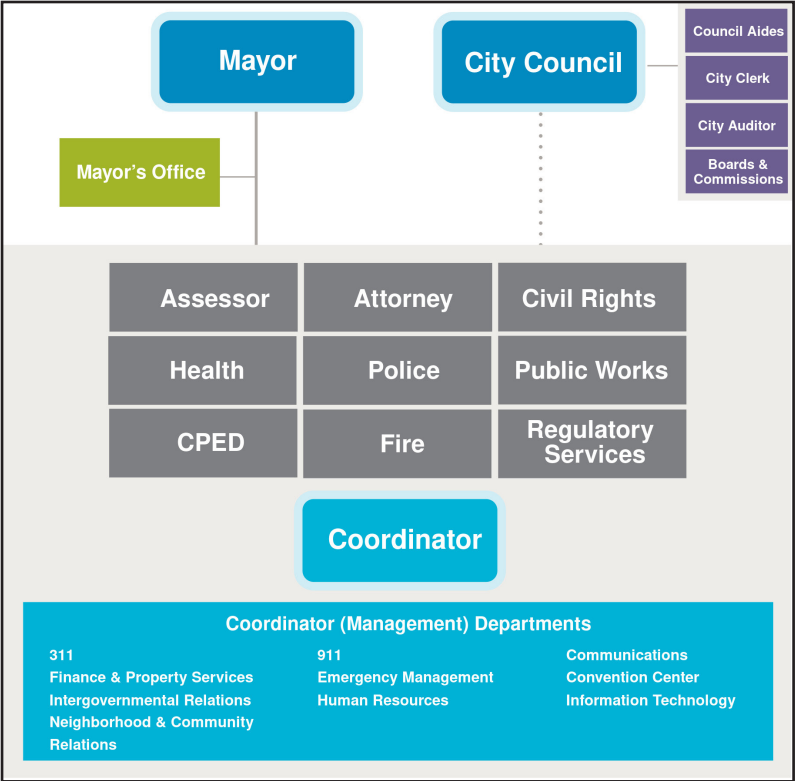 Mayor
City Council
Council Aides
City Clerk
City Auditor
Boards &
Commissions
Mayor’s Office
Assessor
Attorney
Civil Rights
Health
Police
Public Works
CPED
Fire
Regulatory
Services
Coordinator
Coordinator (Management) Departments
311
Finance & Property Services
Intergovernmental Relations
Neighborhood & Community
Relations
911
Emergency Management
Human Resources
Communications
Convention Center
Information Technology